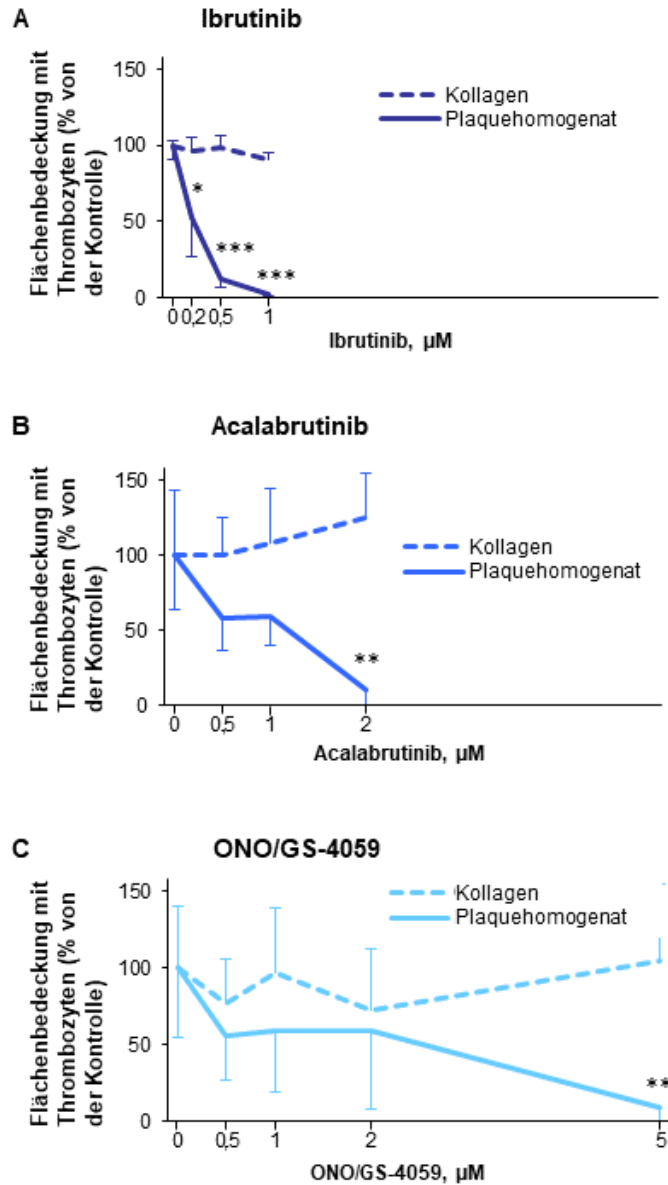 A
Ibrutinib
Flächenbedeckung mit
Thrombozyten (% von
der Kontrolle)
150
100
50
0
Kollagen
Plaquehomogenat
*
***
***
0 0,2 0,5 1
Ibrutinib, µM
B
Acalabrutinib
Flächenbedeckung mit
Thrombozyten (% von
der Kontrolle)
150
100
50
0
Kollagen
Plaquehomogenat
**
0 0,5 1 2
Acalabrutinib, µM
C
ONO/GS-4059
Flächenbedeckung mit
Thrombozyten (% von
der Kontrolle)
150
100
50
0
Kollagen
Plaquehomogenat
**
0 0,5 1 2 5
ONO/GS-4059, µM